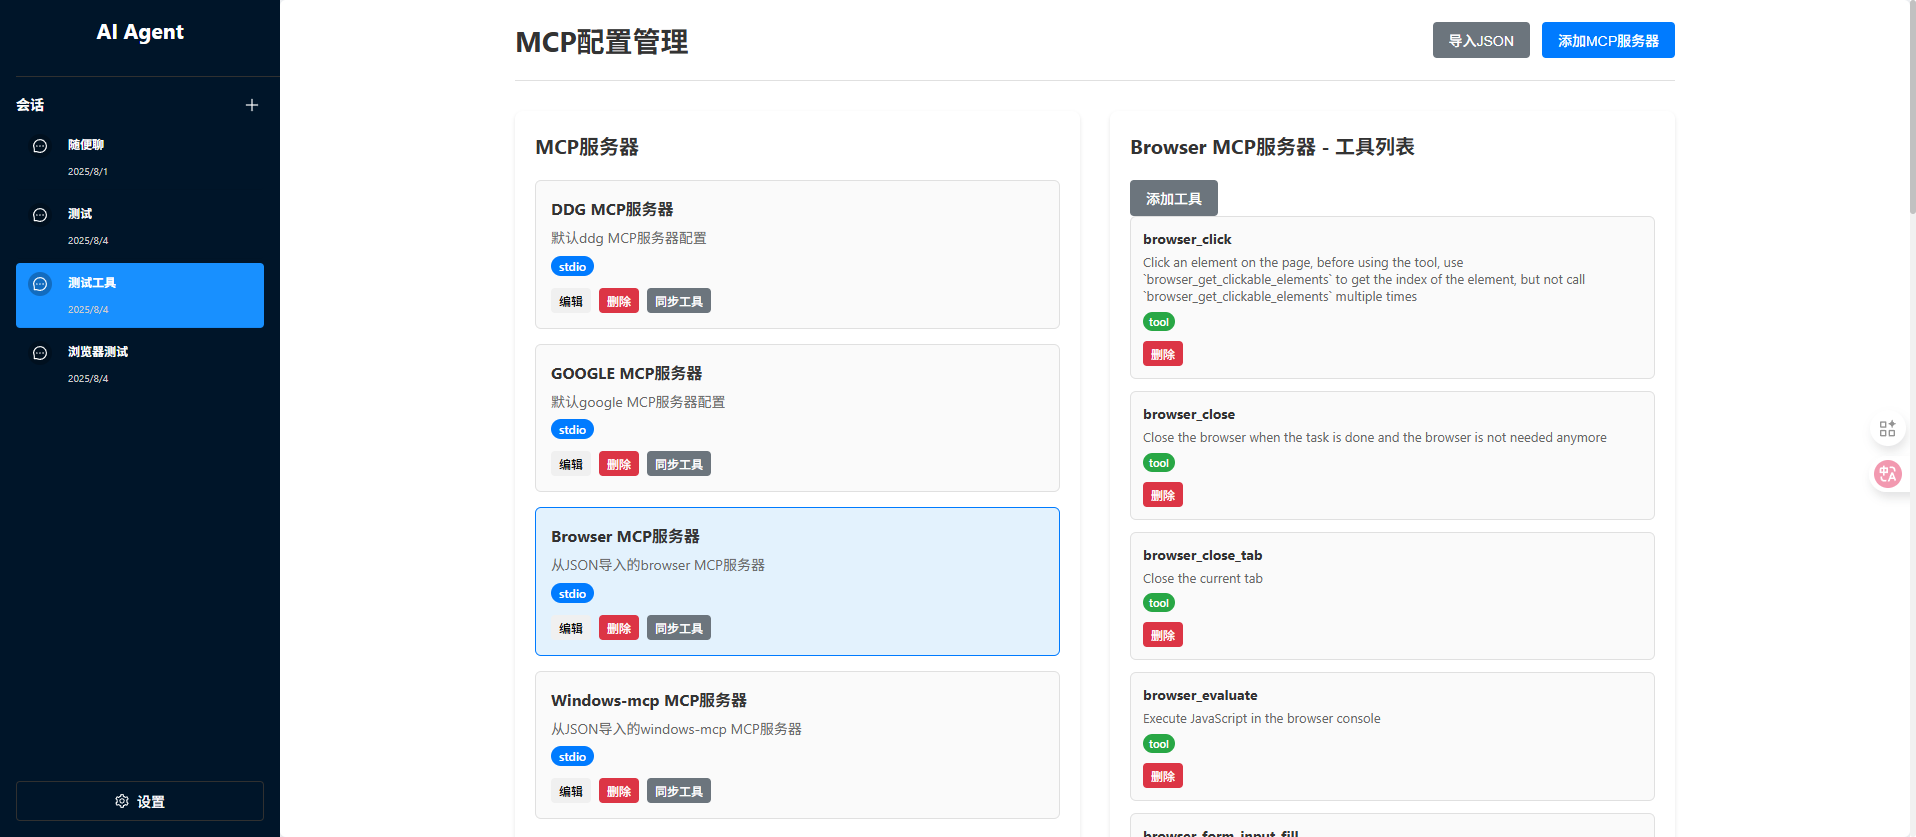 AI Agent
会话
随便聊
2025/8/1
测试
2025/8/4
测试工具
2025/8/4
浏览器测试
2025/8/4
设置
MCP配置管理
导入JSON
添加MCP服务器
MCP服务器
DDG MCP服务器
默认ddg MCP服务器配置
stdio
编辑 删除 同步工具
GOOGLE MCP服务器
默认google MCP服务器配置
stdio
编辑 删除 同步工具
Browser MCP服务器
从JSON导入的browser MCP服务器
stdio
编辑 删除 同步工具
Windows-mcp MCP服务器
从JSON导入的windows-mcp MCP服务器
stdio
编辑 删除 同步工具
Browser MCP服务器 - 工具列表
添加工具
browser_click
Click an element on the page, before using the tool, use
`browser_get_clickable_elements` to get the index of the element, but not call
`browser_get_clickable_elements` multiple times
tool
删除
browser_close
Close the browser when the task is done and the browser is not needed anymore
tool
删除
browser_close_tab
Close the current tab
tool
删除
browser_evaluate
Execute JavaScript in the browser console
tool
删除
browser_form_input_fill
中A